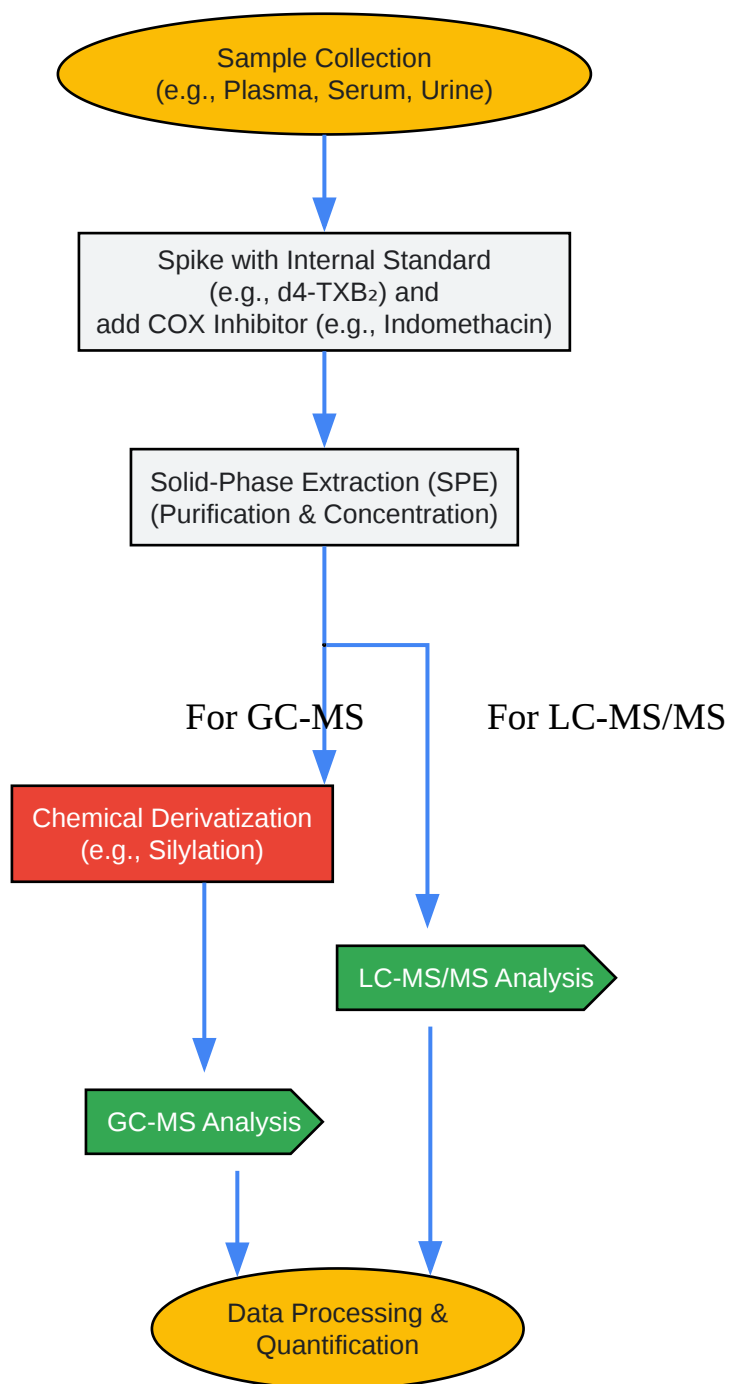 Sample Collection
(e.g., Plasma, Serum, Urine)
Spike with Internal Standard
(e.g., d4-TXB₂) and
add COX Inhibitor (e.g., Indomethacin)
Solid-Phase Extraction (SPE)
(Purification & Concentration)
For GC-MS
For LC-MS/MS
Chemical Derivatization
(e.g., Silylation)
LC-MS/MS Analysis
GC-MS Analysis
Data Processing &
Quantification